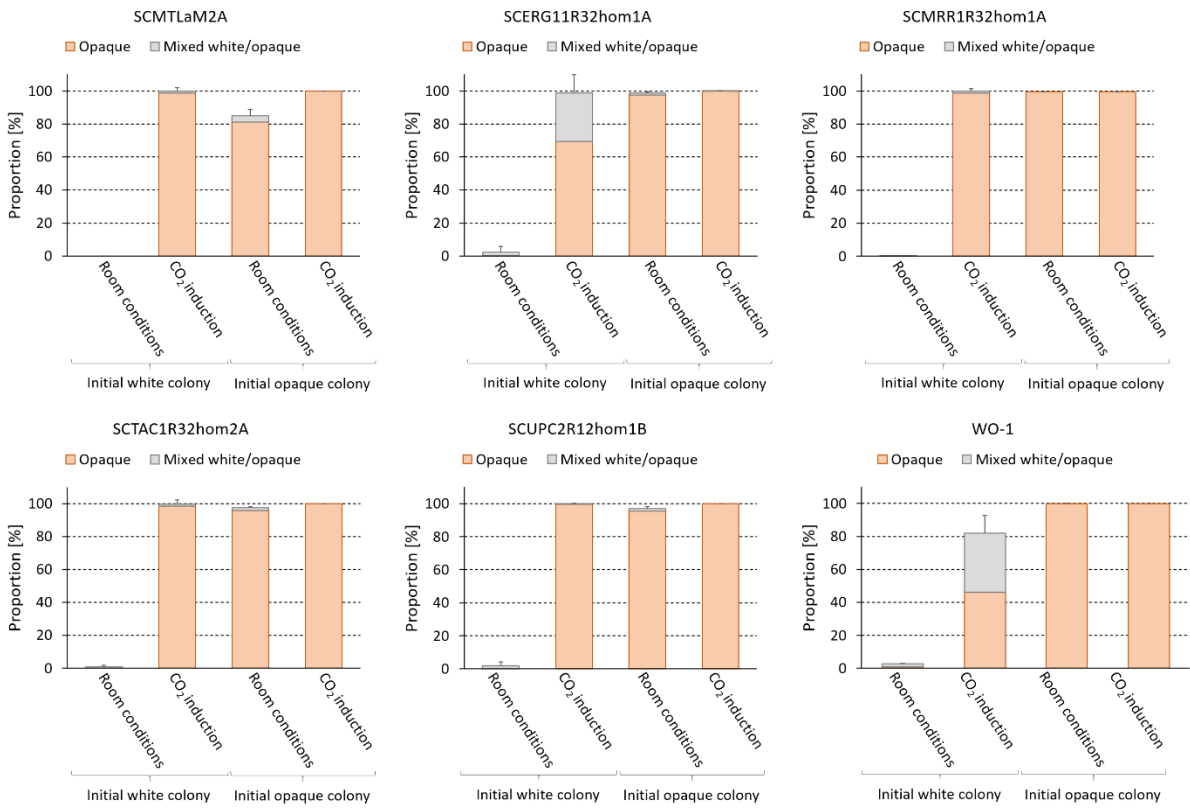 SCMTLaM2A
Opaque Mixed white/opaque
Proportion [%]
100
80
60
40
20
0
Room conditions
CO₂ induction
Room conditions
CO₂ induction
Initial white colony Initial opaque colony
SCERG11R32hom1A
Opaque Mixed white/opaque
Proportion [%]
100
80
60
40
20
0
Room conditions
CO₂ induction
Room conditions
CO₂ induction
Initial white colony Initial opaque colony
SCMRR1R32hom1A
Opaque Mixed white/opaque
Proportion [%]
100
80
60
40
20
0
Room conditions
CO₂ induction
Room conditions
CO₂ induction
Initial white colony Initial opaque colony
SCTAC1R32hom2A
Opaque Mixed white/opaque
Proportion [%]
100
80
60
40
20
0
Room conditions
CO₂ induction
Room conditions
CO₂ induction
Initial white colony Initial opaque colony
SCUPC2R12hom1B
Opaque Mixed white/opaque
Proportion [%]
100
80
60
40
20
0
Room conditions
CO₂ induction
Room conditions
CO₂ induction
Initial white colony Initial opaque colony
WO-1
Opaque Mixed white/opaque
Proportion [%]
100
80
60
40
20
0
Room conditions
CO₂ induction
Room conditions
CO₂ induction
Initial white colony Initial opaque colony